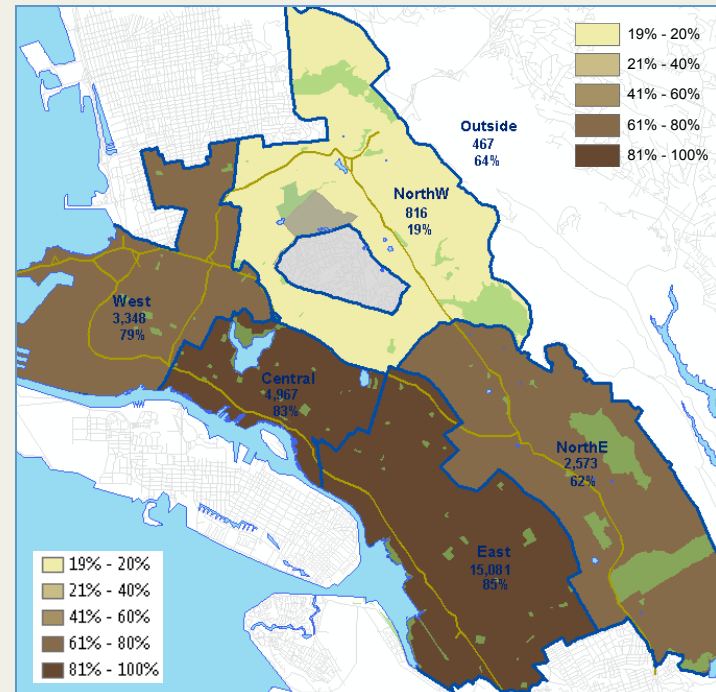 19% - 20%
21% - 40%
41% - 60%
61% - 80%
81% - 100%
Outside
467
64%
NorthW
816
19%
West
3,348
79%
Central
4,967
83%
NorthE
2,573
62%
East
15,081
85%
19% - 20%
21% - 40%
41% - 60%
61% - 80%
81% - 100%